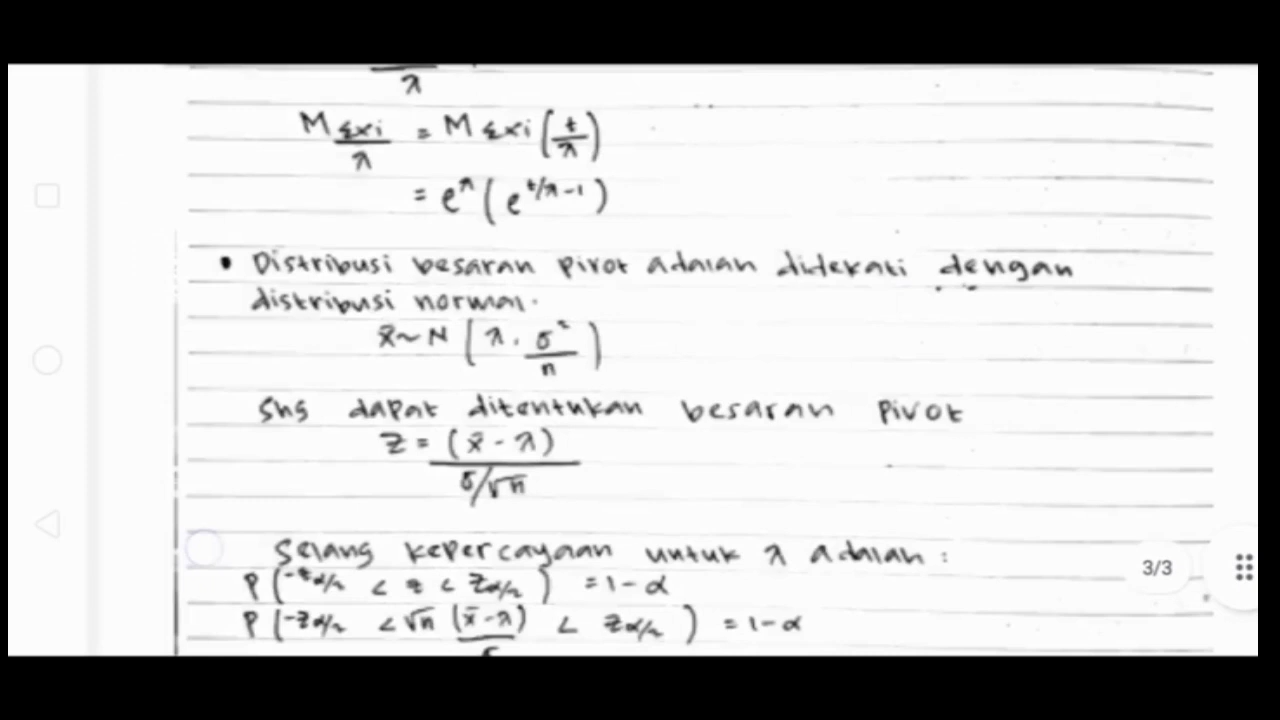 λ
M Σxi/λ = M Σxi (t/λ)
= e^λ ( e^t/λ - 1 )
• Distribusi besaran pivot adalah didekati dengan
distribusi normal.
x̄ ~ N ( λ , σ²/n )
Shg dapat ditentukan besaran pivot
Z = (x̄ - λ) / σ/√n
Selang kepercayaan untuk λ adalah :
P ( -Zα/2 < Z < Zα/2 ) = 1 - α
3/3
P ( -Zα/2 < √n (x̄ - λ) < Zα/2 ) = 1 - α